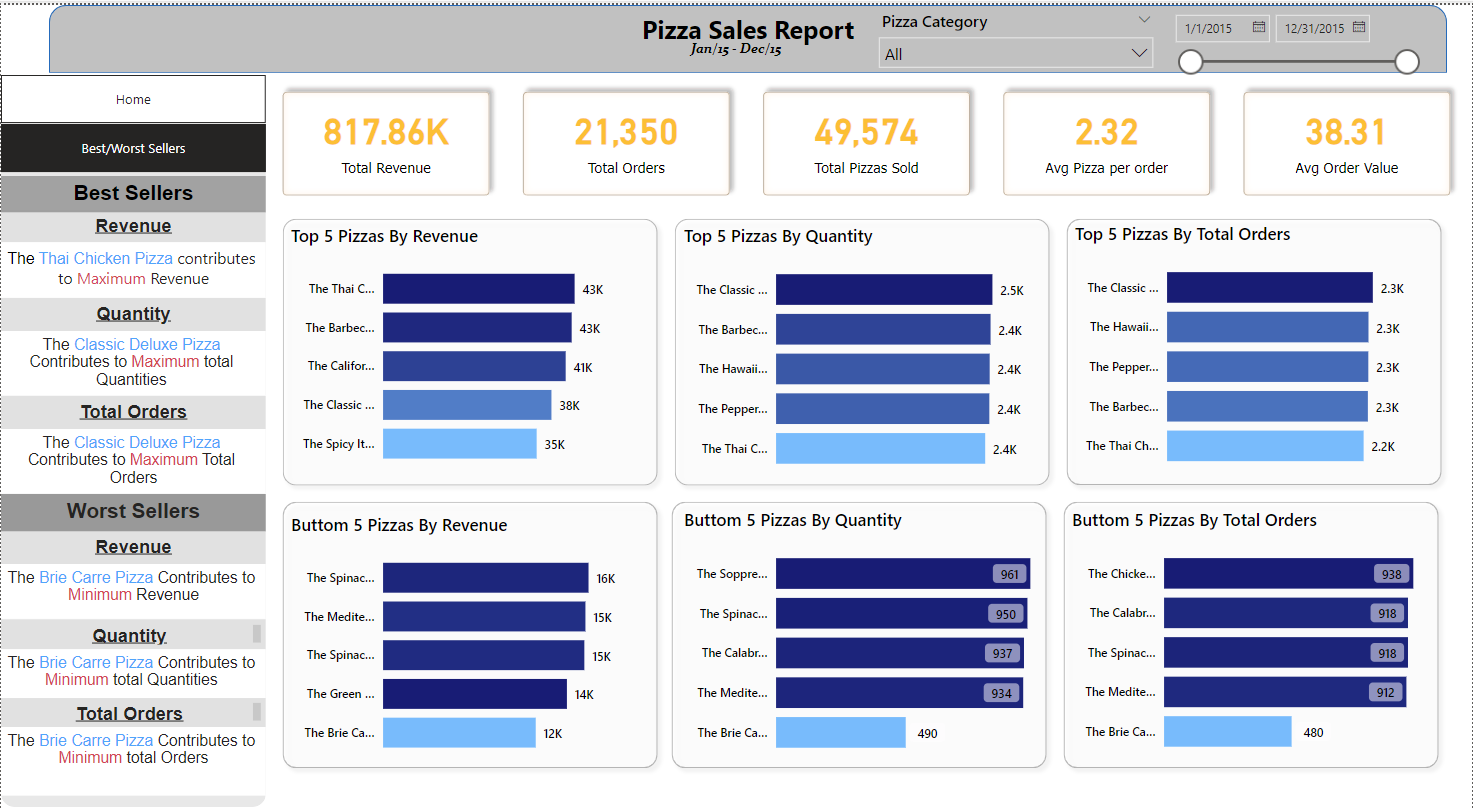 Pizza Sales Report
Jan/15 - Dec/15
Pizza Category
All
1/1/2015
12/31/2015
Home
Best/Worst Sellers
Best Sellers
Revenue
The Thai Chicken Pizza contributes
to Maximum Revenue
Quantity
The Classic Deluxe Pizza
Contributes to Maximum total
Quantities
Total Orders
The Classic Deluxe Pizza
Contributes to Maximum Total
Orders
Worst Sellers
Revenue
The Brie Carre Pizza Contributes to
Minimum Revenue
Quantity
The Brie Carre Pizza Contributes to
Minimum total Quantities
Total Orders
The Brie Carre Pizza Contributes to
Minimum total Orders
817.86K
Total Revenue
21,350
Total Orders
49,574
Total Pizzas Sold
2.32
Avg Pizza per order
38.31
Avg Order Value
Top 5 Pizzas By Revenue
The Thai C... 43K
The Barbec... 43K
The Califor... 41K
The Classic ... 38K
The Spicy It... 35K
Top 5 Pizzas By Quantity
The Classic ... 2.5K
The Barbec... 2.4K
The Hawaii... 2.4K
The Pepper... 2.4K
The Thai C... 2.4K
Top 5 Pizzas By Total Orders
The Classic ... 2.3K
The Hawaii... 2.3K
The Pepper... 2.3K
The Barbec... 2.3K
The Thai Ch... 2.2K
Buttom 5 Pizzas By Revenue
The Spinac... 16K
The Medite... 15K
The Spinac... 15K
The Green ... 14K
The Brie Ca... 12K
Buttom 5 Pizzas By Quantity
The Soppre... 961
The Spinac... 950
The Calabr... 937
The Medite... 934
The Brie Ca... 490
Buttom 5 Pizzas By Total Orders
The Chicke... 938
The Calabr... 918
The Spinac... 918
The Medite... 912
The Brie Ca... 480